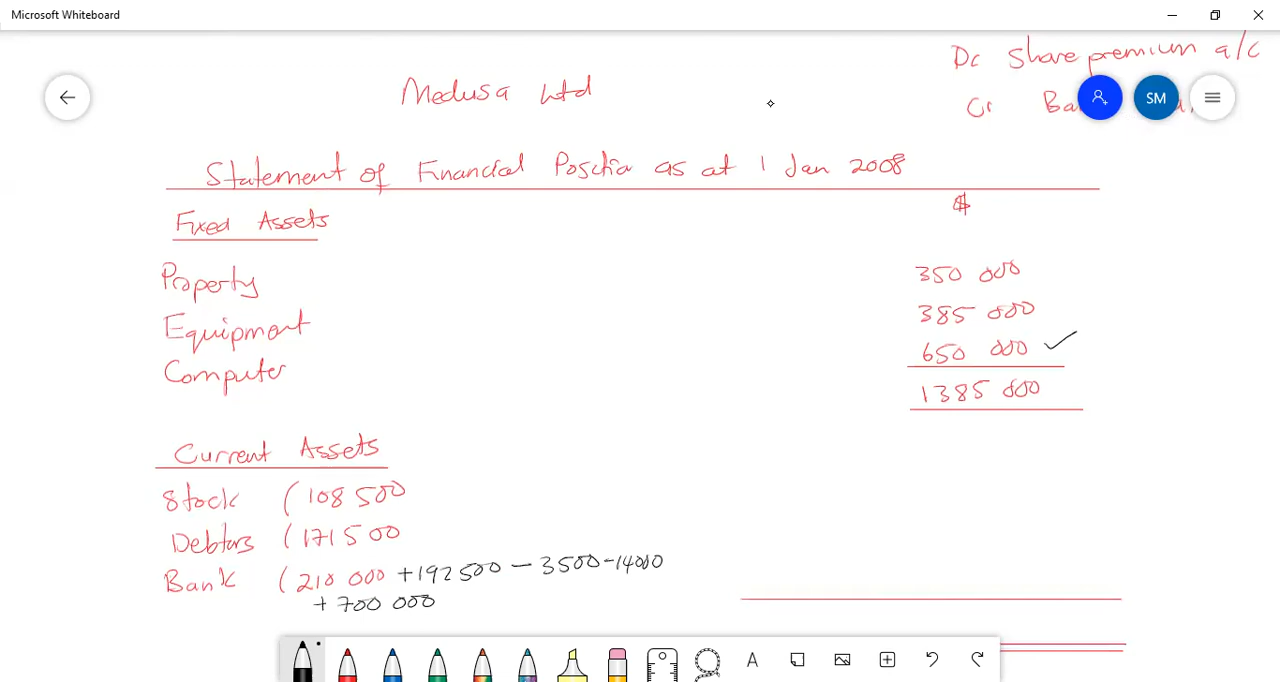 Microsoft Whiteboard
Dr Share premium a/c
Medusa Ltd
Cr
SM
Statement of Financial Position as at 1 Jan 2008
$
Fixed Assets
Property 350 000
Equipment 385 000
Computer 650 000 ✓
1385 000
Current Assets
Stock (108 500
Debtors (171 500
Bank (210 000 +192 500 - 3500 -14000
+ 700 000
A